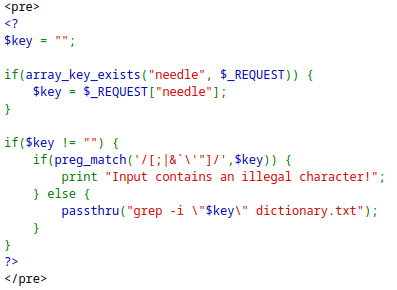 <pre>
<?
$key = "";

if(array_key_exists("needle", $_REQUEST)) {
    $key = $_REQUEST["needle"];
}

if($key != "") {
    if(preg_match('/[;|&`\'"]/',$key)) {
        print "Input contains an illegal character!";
    } else {
        passthru("grep -i \"$key\" dictionary.txt");
    }
}
?>
</pre>